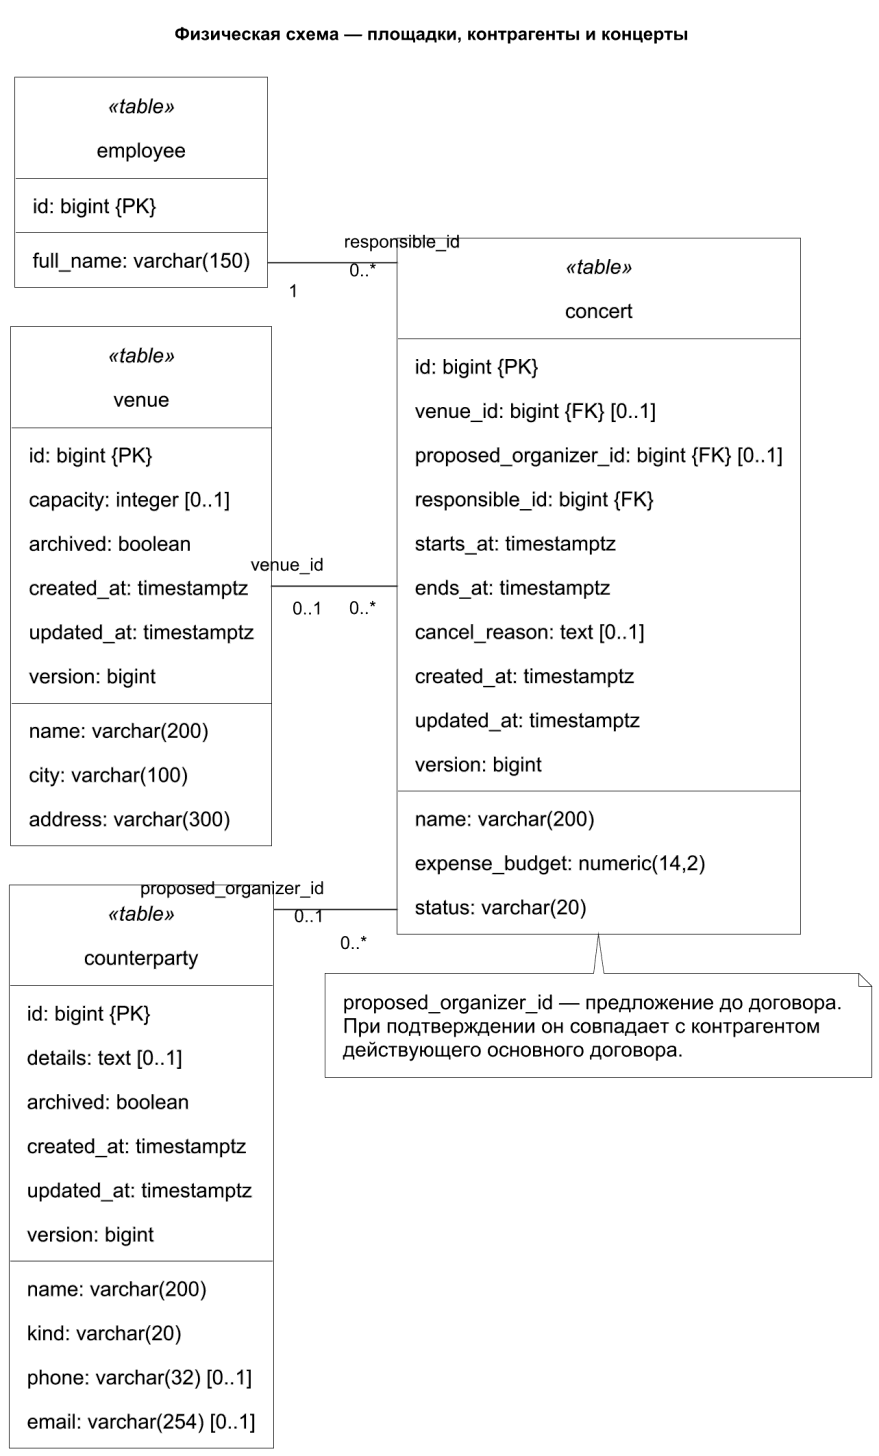 Физическая схема — площадки, контрагенты и концерты
«table»
employee
id: bigint {PK}
full_name: varchar(150)
responsible_id
0..*
1
«table»
venue
id: bigint {PK}
capacity: integer [0..1]
archived: boolean
created_at: timestamptz
updated_at: timestamptz
version: bigint
name: varchar(200)
city: varchar(100)
address: varchar(300)
venue_id
0..1
0..*
«table»
concert
id: bigint {PK}
venue_id: bigint {FK} [0..1]
proposed_organizer_id: bigint {FK} [0..1]
responsible_id: bigint {FK}
starts_at: timestamptz
ends_at: timestamptz
cancel_reason: text [0..1]
created_at: timestamptz
updated_at: timestamptz
version: bigint
name: varchar(200)
expense_budget: numeric(14,2)
status: varchar(20)
proposed_organizer_id
0..1
0..*
«table»
counterparty
id: bigint {PK}
details: text [0..1]
archived: boolean
created_at: timestamptz
updated_at: timestamptz
version: bigint
name: varchar(200)
kind: varchar(20)
phone: varchar(32) [0..1]
email: varchar(254) [0..1]
proposed_organizer_id — предложение до договора.
При подтверждении он совпадает с контрагентом
действующего основного договора.